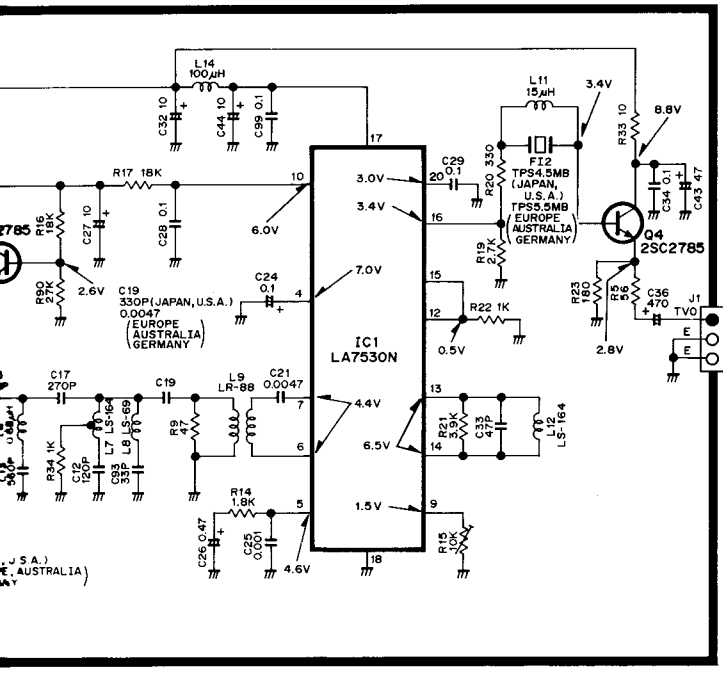 L14
100µH
C32 10
+
C44 10
+
C99 0.1
17
L11
15µH
3.4V
R33 10
8.8V
R17 18K
10
6.0V
3.0V
20
C29
0.1
3.4V
16
R20 330
FI2
TPS4.5MB
(JAPAN,
U.S.A.)
TPS5.5MB
(EUROPE
AUSTRALIA
GERMANY)
R19
2.7K
C34 0.1
+
C43 47
Q4
2SC2785
2785
R16
18K
C27 10
+
C28 0.1
R90
27K
2.6V
C19
330P(JAPAN,U.S.A.)
0.0047
(EUROPE
AUSTRALIA
GERMANY)
C24
0.1
+
4
7.0V
15
12
R22 1K
0.5V
IC1
LA7530N
R23
180
R5
56
2.8V
C36
470
+
J1
TVO
E
E
C17
270P
C19
L9
LR-88
C21
0.0047
7
4.4V
6
13
6.5V
14
R21
3.9K
C33
47P
L12
LS-164
0.68µH
560P
R34 1K
C12
120P
L7 LS-164
C93
33P
L8 LS-69
R9
47
R14
1.8K
5
C26 0.47
+
C25
0.001
4.6V
1.5V
9
R15
10K
18
, U.S.A.)
E, AUSTRALIA)